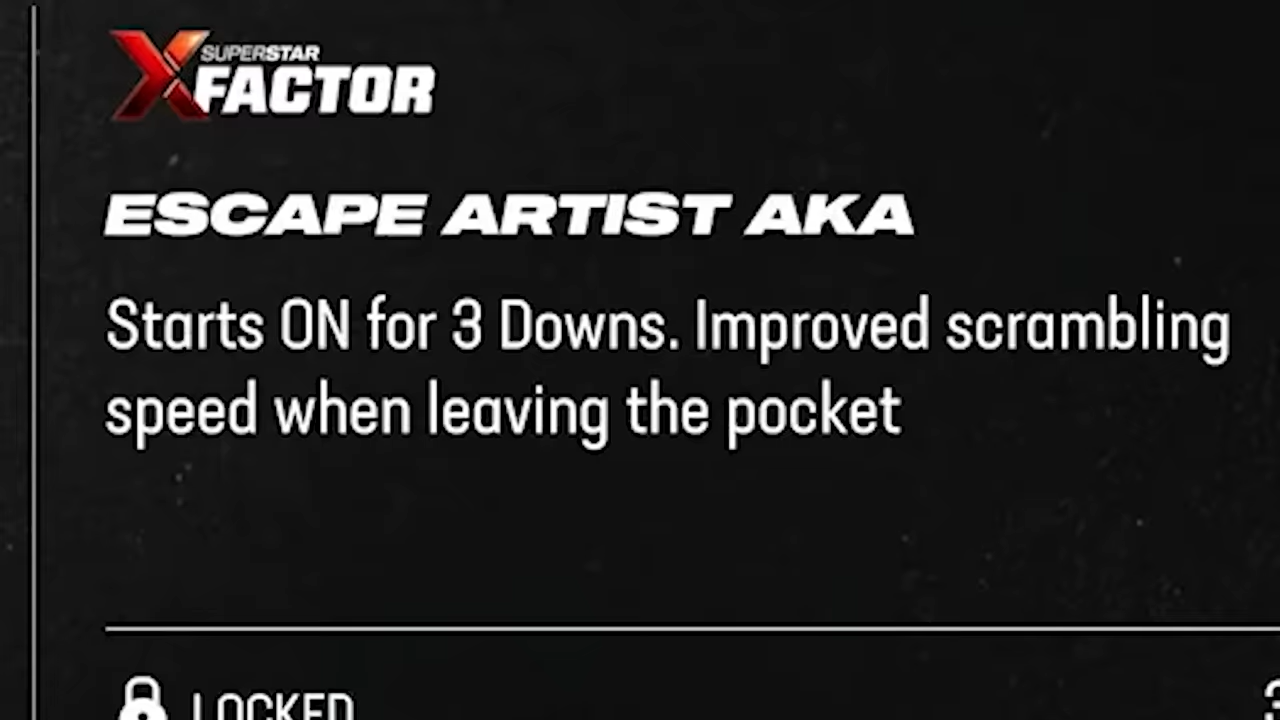 SUPERSTAR
XFACTOR
ESCAPE ARTIST AKA
Starts ON for 3 Downs. Improved scrambling
speed when leaving the pocket
LOCKED